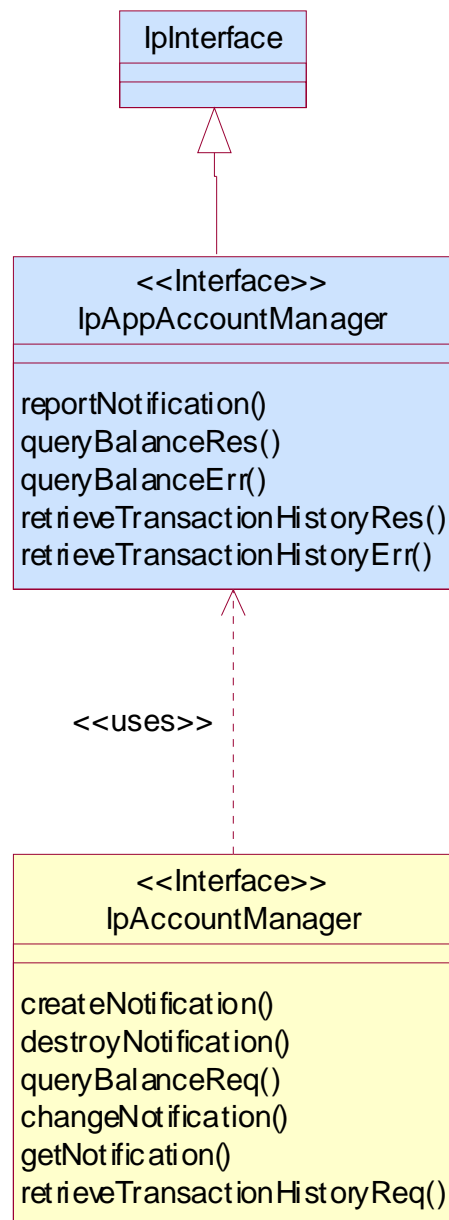 IpInterface
<<Interface>>
IpAppAccountManager
reportNotification()
queryBalanceRes()
queryBalanceErr()
retrieveTransactionHistoryRes()
retrieveTransactionHistoryErr()
<<uses>>
<<Interface>>
IpAccountManager
createNotification()
destroyNotification()
queryBalanceReq()
changeNotification()
getNotification()
retrieveTransactionHistoryReq()